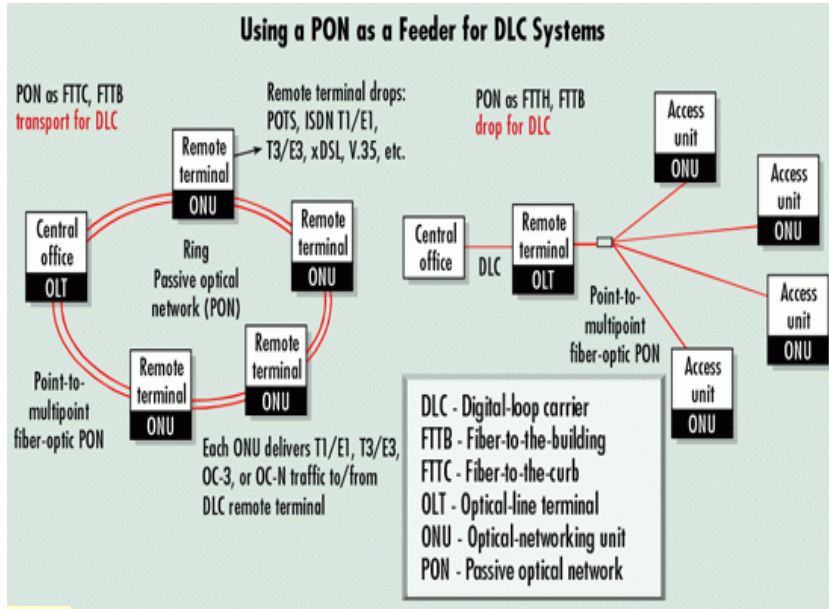 Using a PON as a Feeder for DLC Systems
PON as FTTC, FTTB
transport for DLC
Remote terminal drops:
POTS, ISDN T1/E1,
T3/E3, xDSL, V.35, etc.
Remote
terminal
ONU
Central
office
OLT
Remote
terminal
ONU
Ring
Passive optical
network (PON)
Remote
terminal
ONU
Remote
terminal
ONU
Point-to-
multipoint
fiber-optic PON
Each ONU delivers T1/E1, T3/E3,
OC-3, or OC-N traffic to/from
DLC remote terminal
PON as FTTH, FTTB
drop for DLC
Central
office
DLC
Remote
terminal
OLT
Access
unit
ONU
Access
unit
ONU
Access
unit
ONU
Access
unit
ONU
Point-to-
multipoint
fiber-optic PON
DLC - Digital-loop carrier
FTTB - Fiber-to-the-building
FTTC - Fiber-to-the-curb
OLT - Optical-line terminal
ONU - Optical-networking unit
PON - Passive optical network